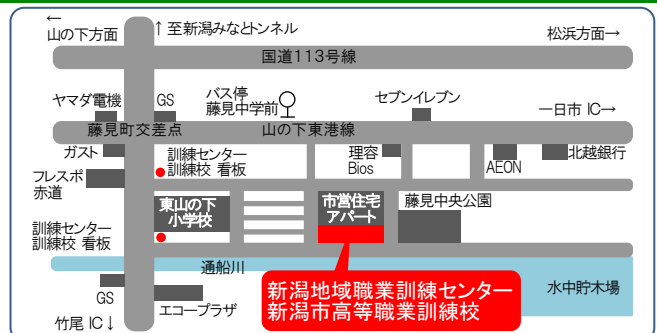 ←
山の下方面
↑至新潟みなとトンネル
松浜方面→
国道113号線
ヤマダ電機
GS
バス停
藤見中学前
セブンイレブン
一日市 IC→
藤見町交差点
山の下東港線
ガスト
訓練センター
訓練校 看板
理容
Bios
AEON
北越銀行
フレスポ
赤道
東山の下
小学校
市営住宅
アパート
藤見中央公園
訓練センター
訓練校 看板
通船川
新潟地域職業訓練センター
新潟市高等職業訓練校
水中貯木場
GS
エコープラザ
竹尾 IC↓